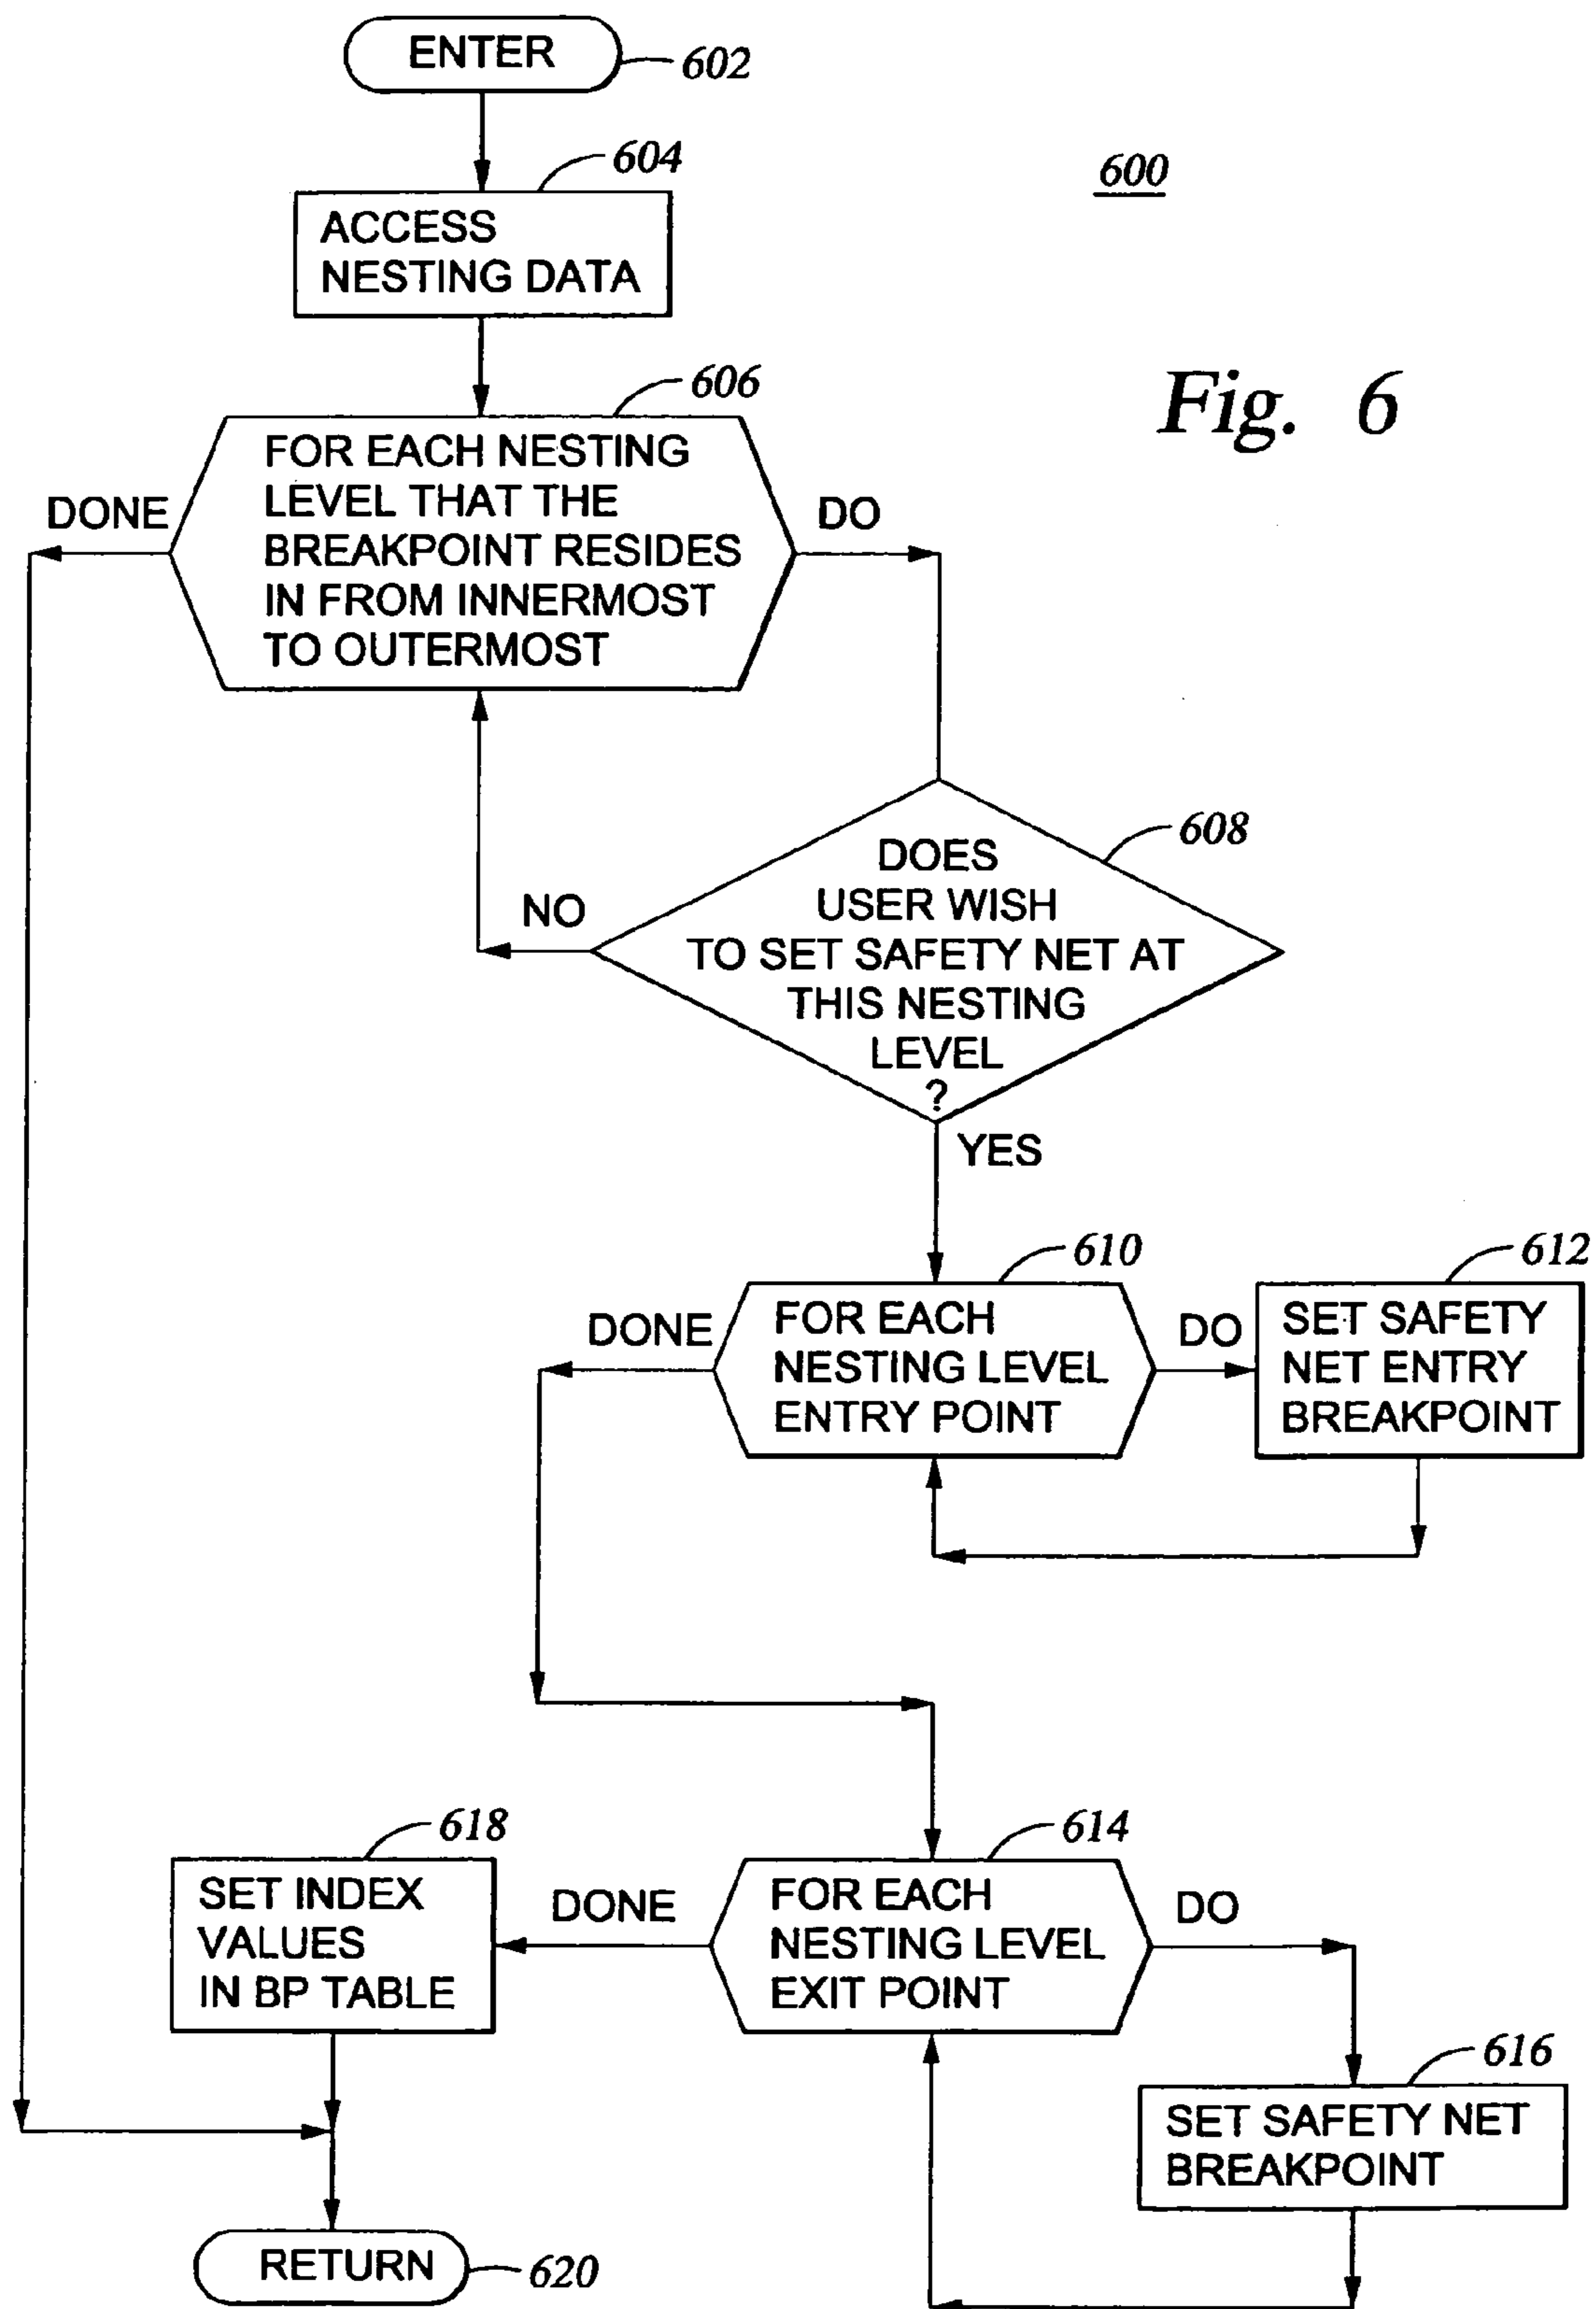 ENTER
602
604
600
ACCESS
NESTING DATA
606
Fig. 6
FOR EACH NESTING
LEVEL THAT THE
BREAKPOINT RESIDES
IN FROM INNERMOST
TO OUTERMOST
DONE
DO
608
DOES
USER WISH
TO SET SAFETY NET AT
THIS NESTING
LEVEL
?
NO
YES
610
612
DONE
FOR EACH
NESTING LEVEL
ENTRY POINT
DO
SET SAFETY
NET ENTRY
BREAKPOINT
618
614
SET INDEX
VALUES
IN BP TABLE
DONE
FOR EACH
NESTING LEVEL
EXIT POINT
DO
616
SET SAFETY NET
BREAKPOINT
RETURN
620